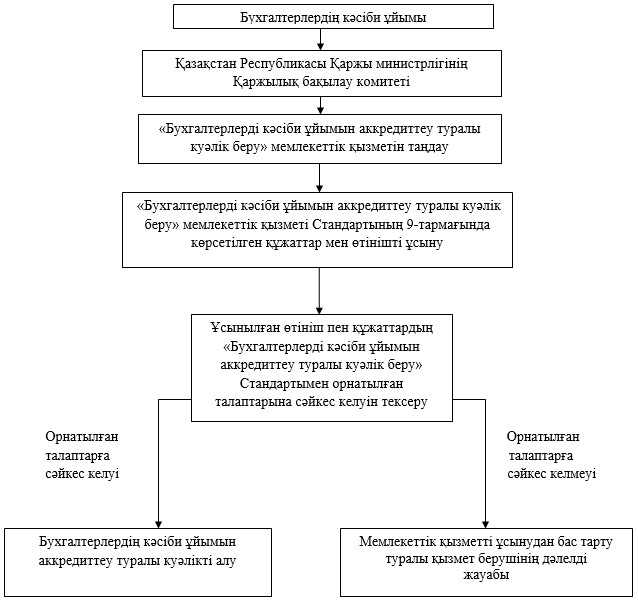 Бухгалтерлердің кәсіби ұйымы
Қазақстан Республикасы Қаржы министрлігінің
Қаржылық бақылау комитеті
«Бухгалтерлерді кәсіби ұйымын аккредиттеу туралы
куәлік беру» мемлекеттік қызметін таңдау
«Бухгалтерлерді кәсіби ұйымын аккредиттеу туралы куәлік
беру» мемлекеттік қызметі Стандартының 9-тармағында
көрсетілген құжаттар мен өтінішті ұсыну
Ұсынылған өтініш пен құжаттардың
«Бухгалтерлерді кәсіби ұйымын
аккредиттеу туралы куәлік беру»
Стандартымен орнатылған
талаптарына сәйкес келуін тексеру
Орнатылған
талаптарға
сәйкес келуі
Орнатылған
талаптарға
сәйкес келмеуі
Бухгалтерлердің кәсіби ұйымын
аккредиттеу туралы куәлікті алу
Мемлекеттік қызметті ұсынудан бас тарту
туралы қызмет берушінің дәлелді
жауабы